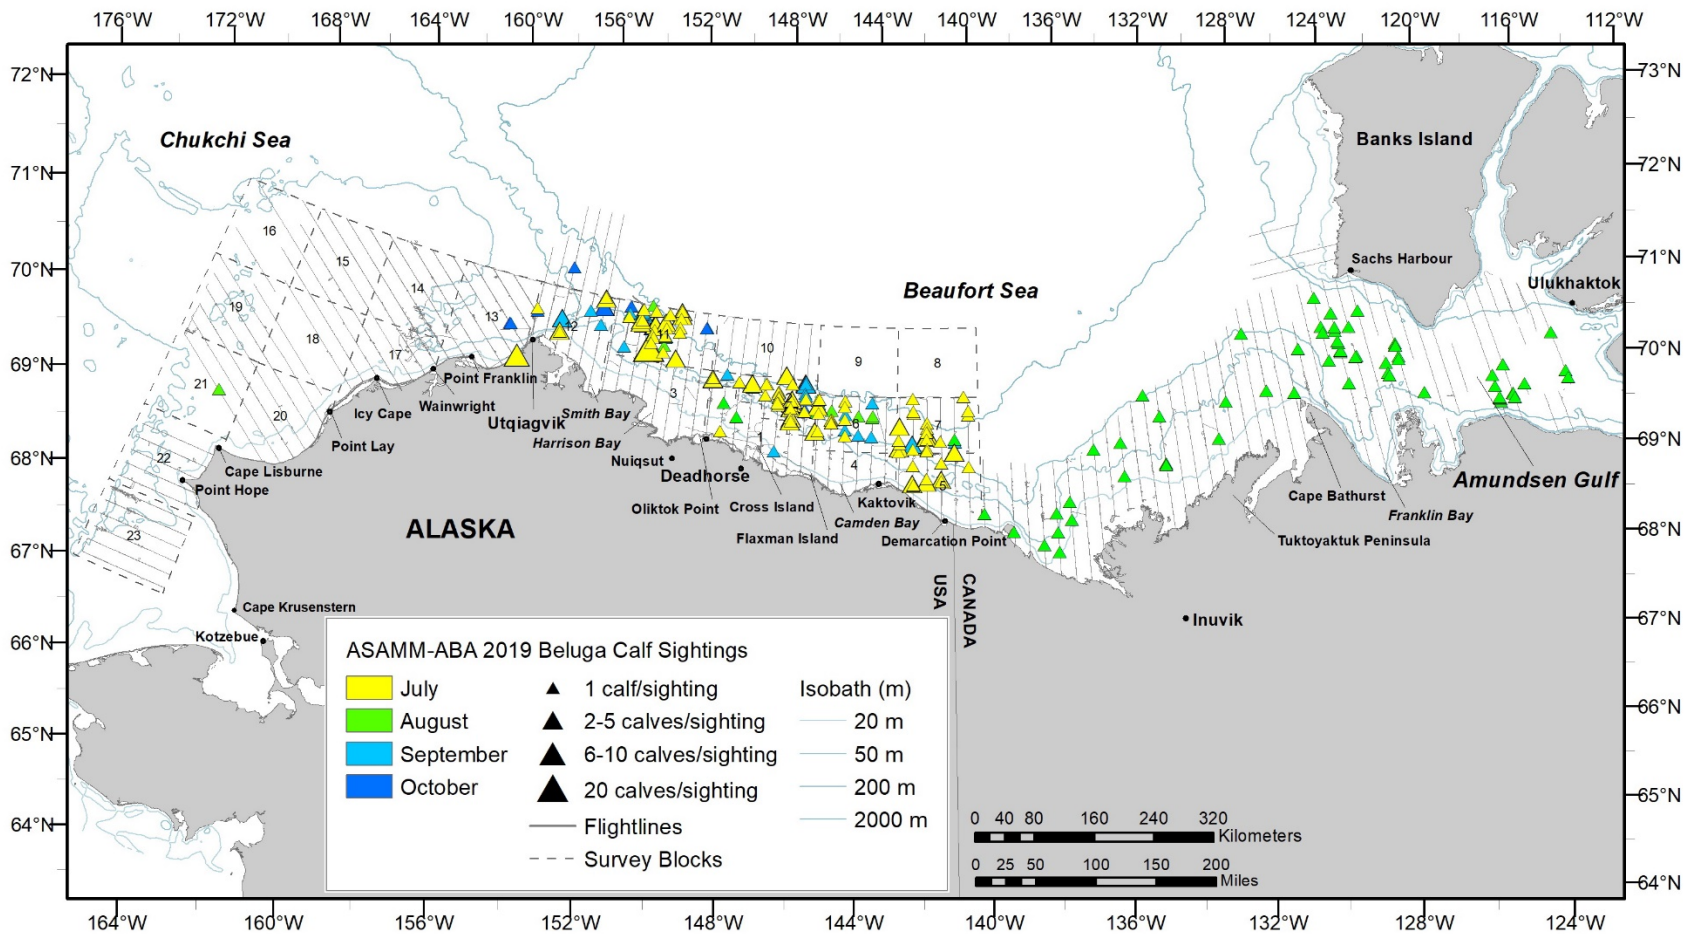 176°W 172°W 168°W 164°W 160°W 156°W 152°W 148°W 144°W 140°W 136°W 132°W 128°W 124°W 120°W 116°W 112°W
72°N 73°N
Chukchi Sea
Banks Island
71°N 72°N
16
15
14
19
13
18
17
12
11
10
9
8
70°N 71°N
Beaufort Sea
Sachs Harbour
Ulukhaktok
69°N 70°N
21
20
3
Point Franklin
Wainwright
Icy Cape
Point Lay
Utqiagvik
Smith Bay
Harrison Bay
7
6
1
4
5
68°N 69°N
22
Cape Lisburne
Point Hope
Nuiqsut
Deadhorse
Oliktok Point
Cross Island
Flaxman Island
Kaktovik
Camden Bay
Demarcation Point
Amundsen Gulf
Cape Bathurst
Franklin Bay
Tuktoyaktuk Peninsula
ALASKA
67°N 68°N
23
USA
CANADA
Cape Krusenstern
Kotzebue
Inuvik
66°N 67°N
65°N 66°N
64°N 65°N
64°N
ASAMM-ABA 2019 Beluga Calf Sightings
July
August
September
October
1 calf/sighting
2-5 calves/sighting
6-10 calves/sighting
20 calves/sighting
Flightlines
Survey Blocks
Isobath (m)
20 m
50 m
200 m
2000 m
0 40 80 160 240 320
Kilometers
0 25 50 100 150 200
Miles
164°W 160°W 156°W 152°W 148°W 144°W 140°W 136°W 132°W 128°W 124°W